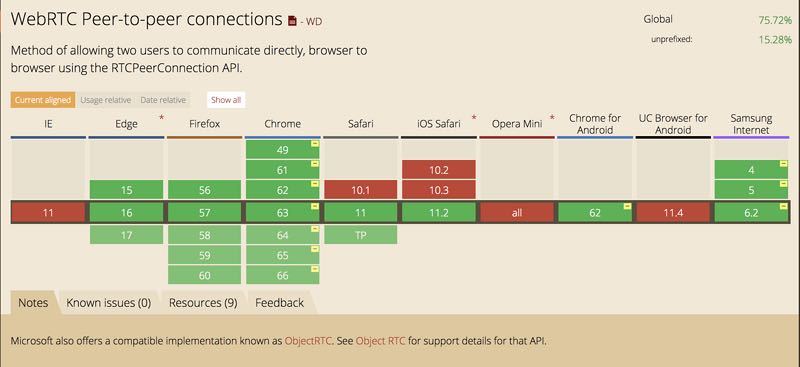 WebRTC Peer-to-peer connections - WD
Global 75.72%
unprefixed: 15.28%
Method of allowing two users to communicate directly, browser to
browser using the RTCPeerConnection API.
Current aligned Usage relative Date relative Show all
IE Edge * Firefox Chrome Safari iOS Safari * Opera Mini * Chrome for Android UC Browser for Android Samsung Internet
49
61 10.2 4
15 56 62 10.1 10.3 5
11 16 57 63 11 11.2 all 62 11.4 6.2
17 58 64 TP
59 65
60 66
Notes Known issues (0) Resources (9) Feedback
Microsoft also offers a compatible implementation known as ObjectRTC. See Object RTC for support details for that API.